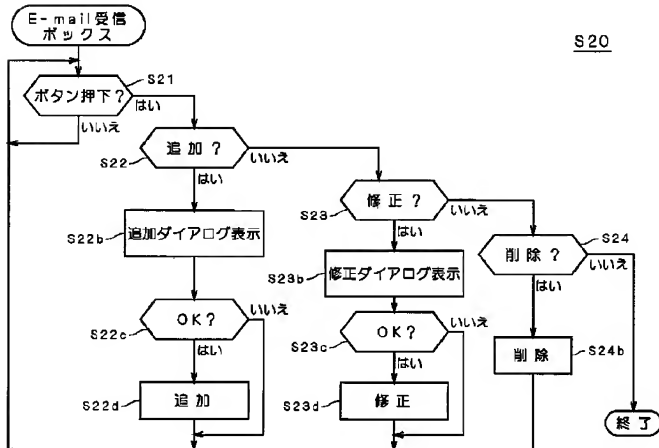 E-mail受信
ボックス
S20
S21
ボタン押下?
はい
いいえ
S22
追加?
いいえ
はい
S23
修正?
いいえ
はい
S24
削除?
いいえ
はい
S22b
追加ダイアログ表示
S23b
修正ダイアログ表示
S22c
OK?
いいえ
はい
S23c
OK?
いいえ
はい
削除
S24b
S22d
追加
S23d
修正
終了